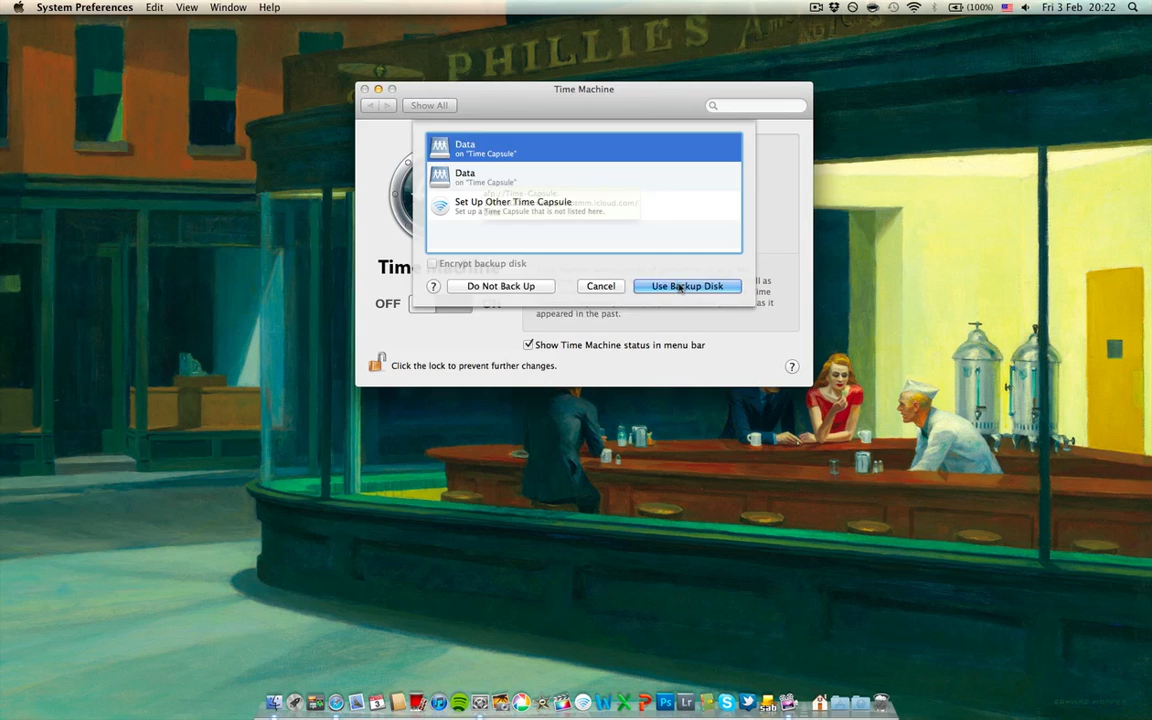 System Preferences Edit View Window Help
(100%) Fri 3 Feb 20:22
PHILLIES
Time Machine
Show All
Data
on "Time Capsule"
Data
on "Time Capsule"
afp://Time-Capsule.
Set Up Other Time Capsule
Set up a Time Capsule that is not listed here.
Encrypt backup disk
? Do Not Back Up Cancel Use Backup Disk
OFF
appeared in the past.
Show Time Machine status in menu bar
Click the lock to prevent further changes. ?